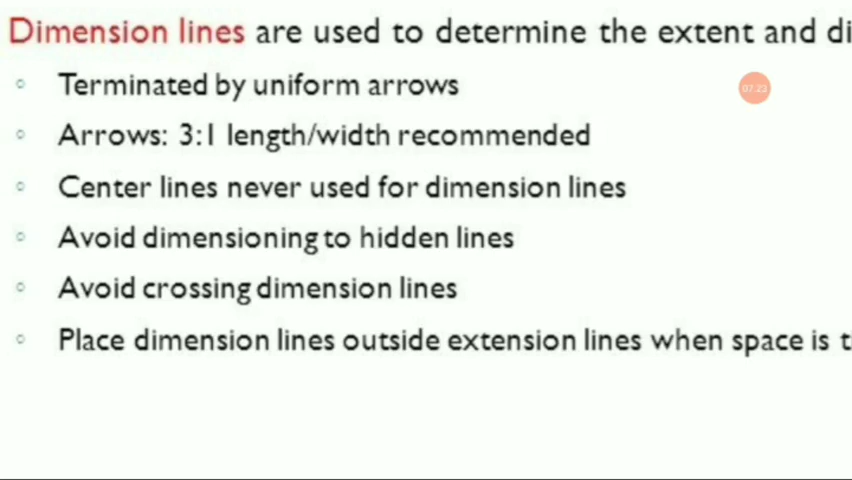 Dimension lines are used to determine the extent and
Terminated by uniform arrows
07:23
Arrows: 3:1 length/width recommended
Center lines never used for dimension lines
Avoid dimensioning to hidden lines
Avoid crossing dimension lines
Place dimension lines outside extension lines when space is